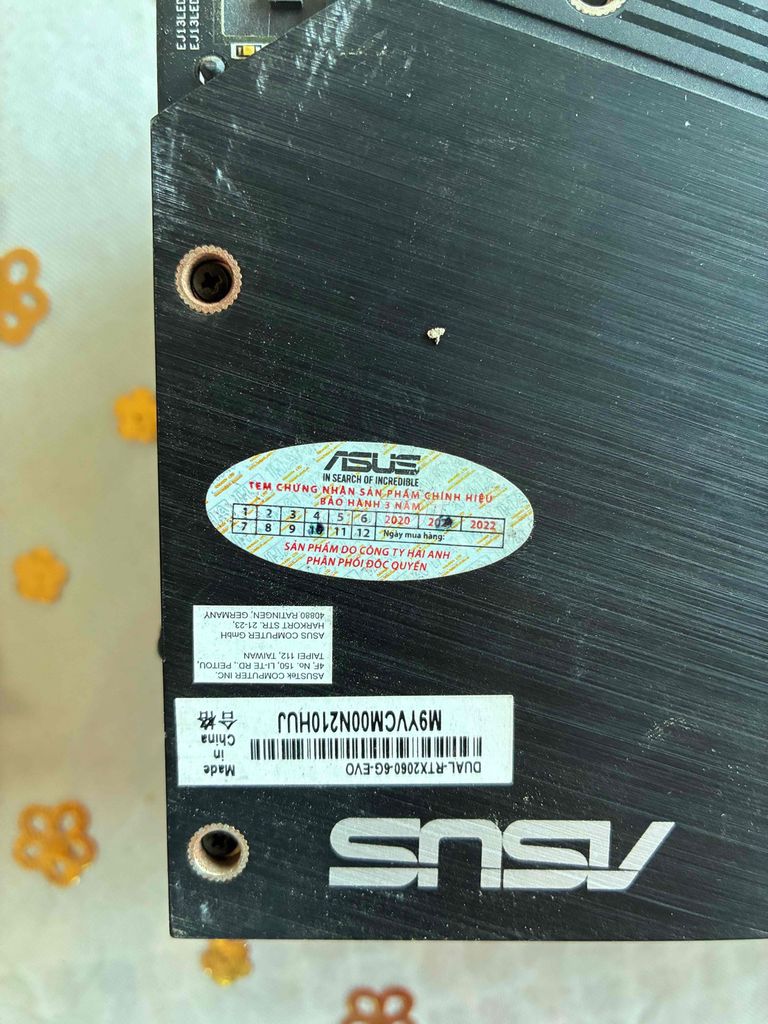 EJ13LED
EJ13LED
ASUS
IN SEARCH OF INCREDIBLE
TEM CHỨNG NHẬN SẢN PHẨM CHÍNH HIỆU
BẢO HÀNH 3 NĂM
1 2 3 4 5 6 2020 2021 2022
7 8 9 10 11 12 Ngày mua hàng:
SẢN PHẨM DO CÔNG TY HẢI ANH
PHÂN PHỐI ĐỘC QUYỀN
ASUSTek COMPUTER INC.
4F, No. 150, LI-TE RD., PEITOU,
TAIPEI 112, TAIWAN
ASUS COMPUTER GmbH
HARKORT STR. 21-23,
40880 RATINGEN, GERMANY
DUAL-RTX2060-6G-EVO
M9YVCM00N210HUJ
Made
in
China
合格
ASUS